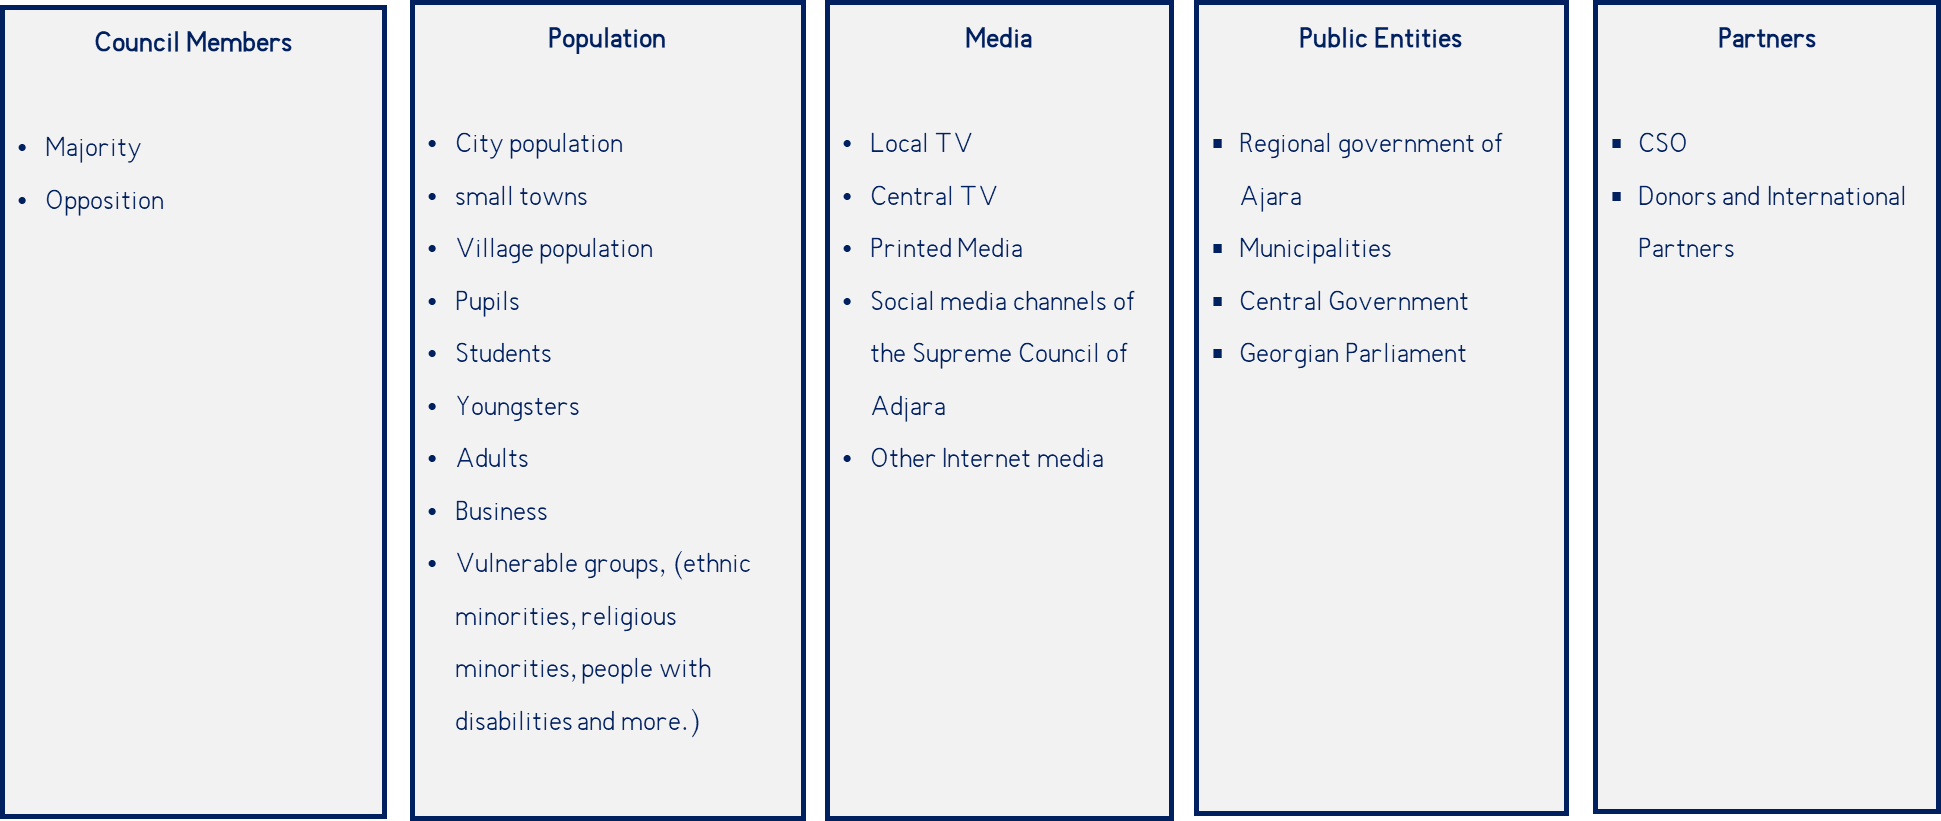 Council Members
• Majority
• Opposition
Population
• City population
• small towns
• Village population
• Pupils
• Students
• Youngsters
• Adults
• Business
• Vulnerable groups, (ethnic
minorities, religious
minorities, people with
disabilities and more.)
Media
• Local TV
• Central TV
• Printed Media
• Social media channels of
the Supreme Council of
Adjara
• Other Internet media
Public Entities
▪ Regional government of
Ajara
▪ Municipalities
▪ Central Government
▪ Georgian Parliament
Partners
▪ CSO
▪ Donors and International
Partners